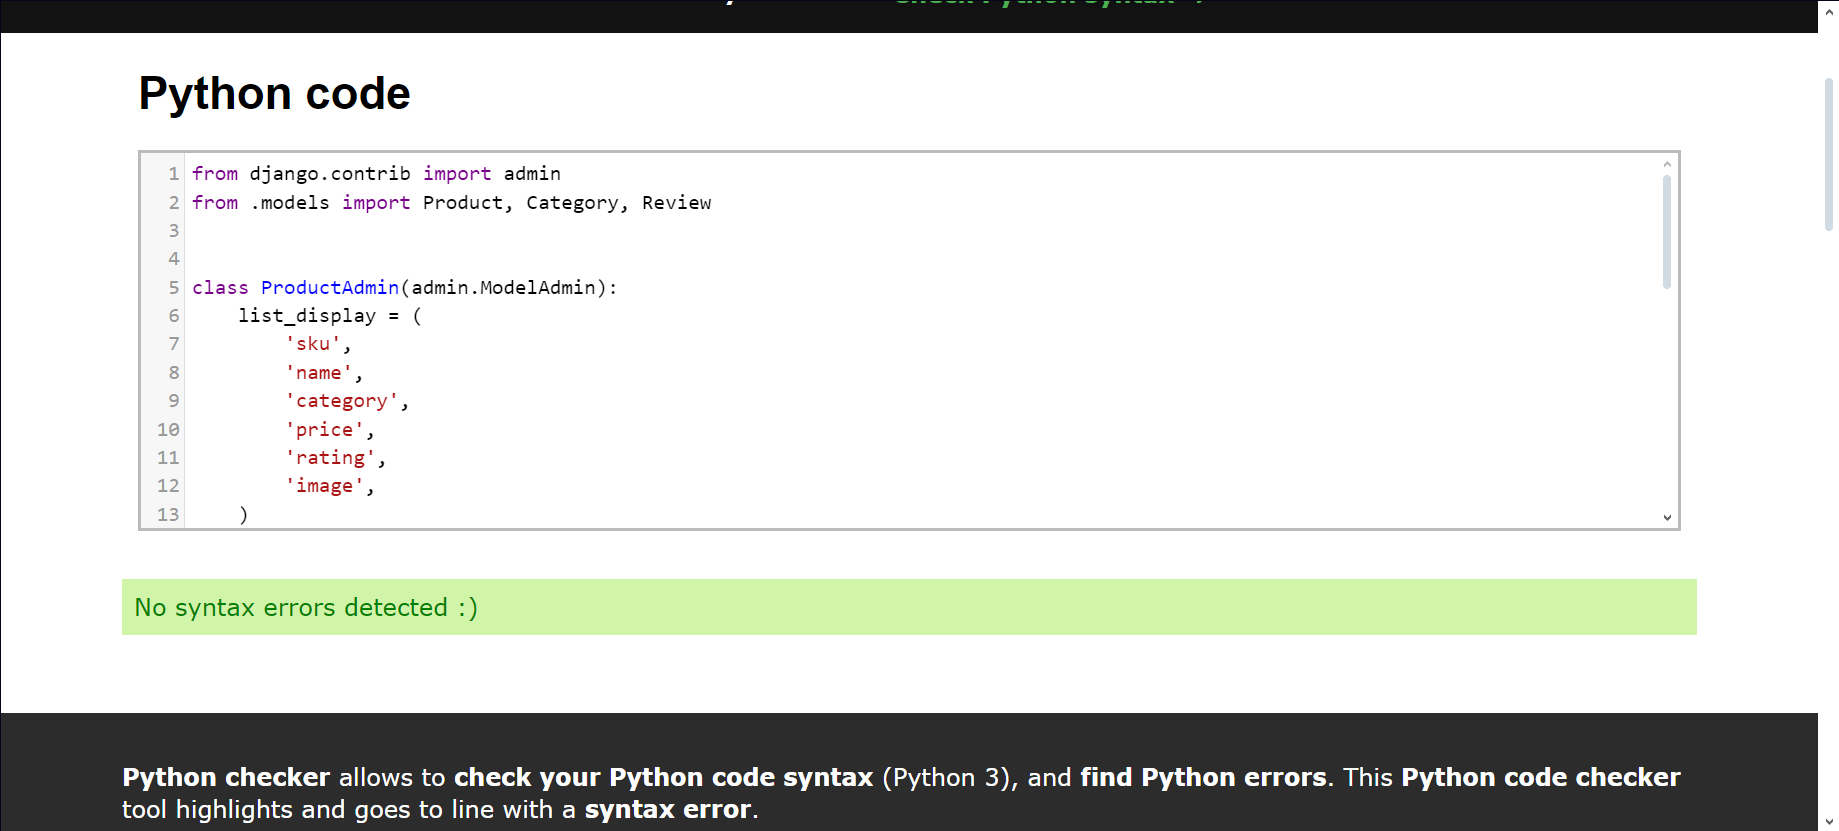 Python code
1 from django.contrib import admin
2 from .models import Product, Category, Review
3
4
5 class ProductAdmin(admin.ModelAdmin):
6     list_display = (
7         'sku',
8         'name',
9         'category',
10         'price',
11         'rating',
12         'image',
13     )
No syntax errors detected :)
Python checker allows to check your Python code syntax (Python 3), and find Python errors. This Python code checker
tool highlights and goes to line with a syntax error.